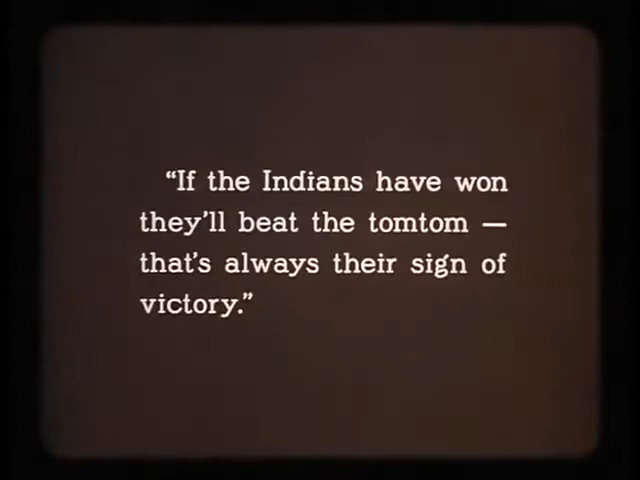 “If the Indians have won
they’ll beat the tomtom —
that’s always their sign of
victory.”